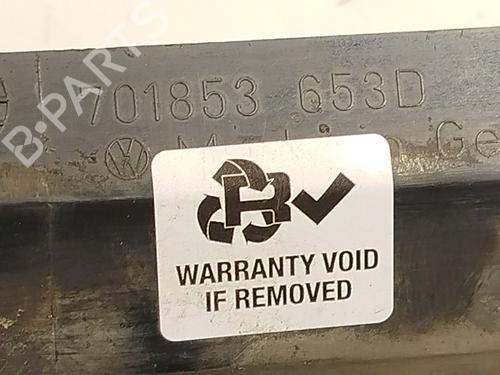 701853 653D
B-PARTS
WARRANTY VOID
IF REMOVED